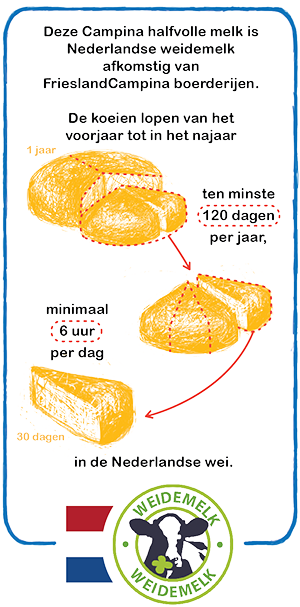 Deze Campina halfvolle melk is
Nederlandse weidemelk
afkomstig van
FrieslandCampina boerderijen.
De koeien lopen van het
voorjaar tot in het najaar
1 jaar
ten minste
120 dagen
per jaar,
minimaal
6 uur
per dag
30 dagen
in de Nederlandse wei.
WEIDEMELK
WEIDEMELK